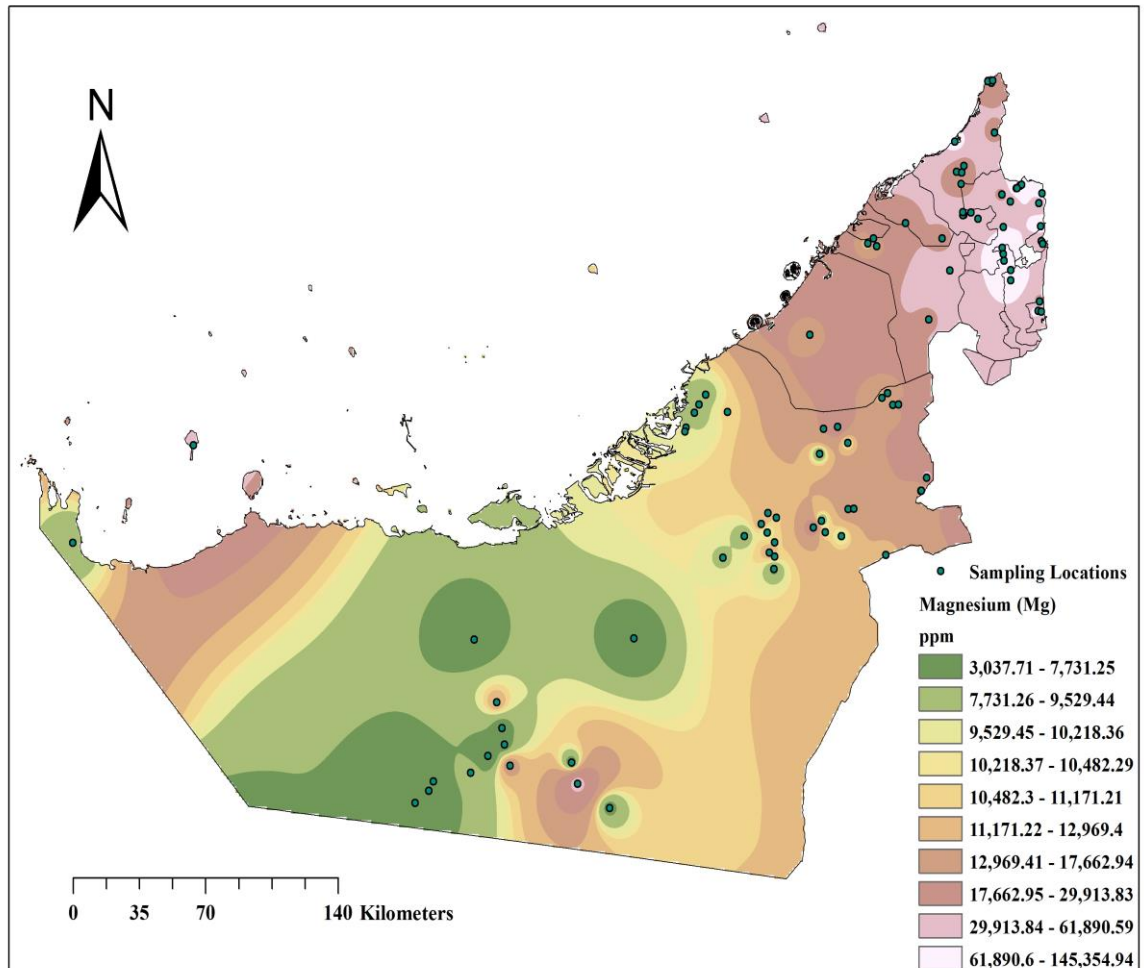 N
Sampling Locations
Magnesium (Mg)
ppm
3,037.71 - 7,731.25
7,731.26 - 9,529.44
9,529.45 - 10,218.36
10,218.37 - 10,482.29
10,482.3 - 11,171.21
11,171.22 - 12,969.4
12,969.41 - 17,662.94
17,662.95 - 29,913.83
29,913.84 - 61,890.59
61,890.6 - 145,354.94
0 35 70 140 Kilometers